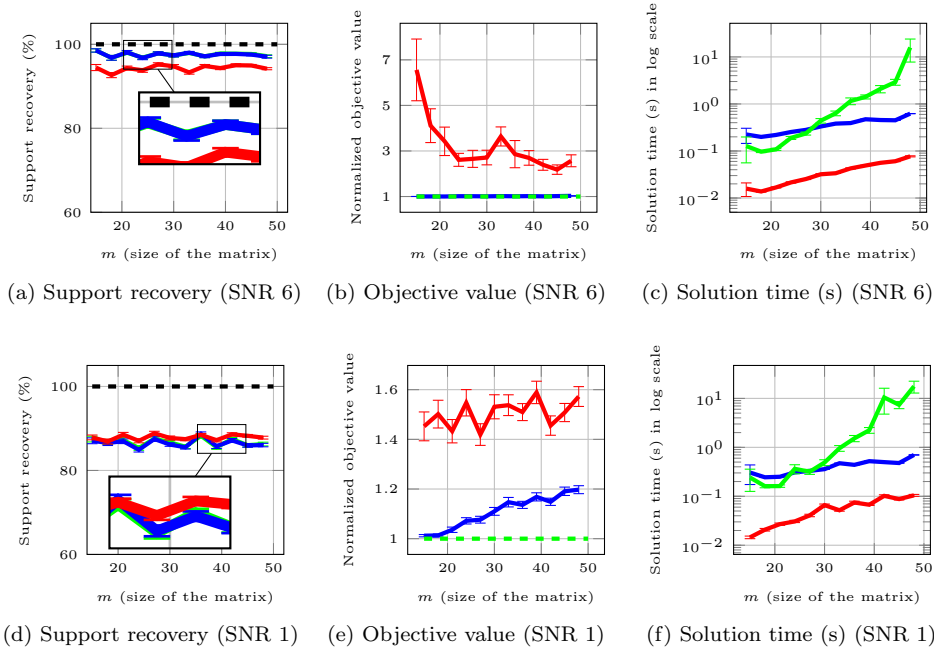 Support recovery (%)
100
80
60
20
30
40
50
m (size of the matrix)
(a) Support recovery (SNR 6)
Normalized objective value
7
5
3
1
20
30
40
50
m (size of the matrix)
(b) Objective value (SNR 6)
Solution time (s) in log scale
10^1
10^0
10^−1
10^−2
20
30
40
50
m (size of the matrix)
(c) Solution time (s) (SNR 6)
Support recovery (%)
100
80
60
20
30
40
50
m (size of the matrix)
(d) Support recovery (SNR 1)
Normalized objective value
1.6
1.4
1.2
1
20
30
40
50
m (size of the matrix)
(e) Objective value (SNR 1)
Solution time (s) in log scale
10^1
10^0
10^−1
10^−2
20
30
40
50
m (size of the matrix)
(f) Solution time (s) (SNR 1)